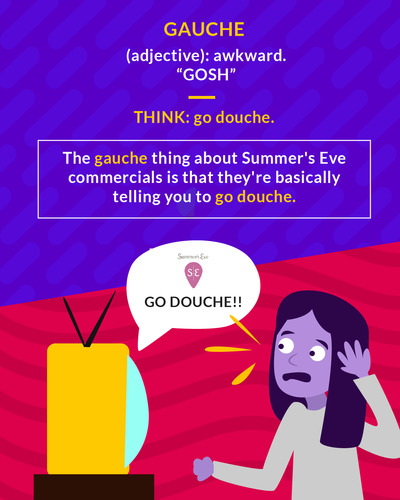 GAUCHE
(adjective): awkward.
“GOSH”
THINK: go douche.
The gauche thing about Summer's Eve
commercials is that they're basically
telling you to go douche.
Summer's Eve
S·E
GO DOUCHE!!